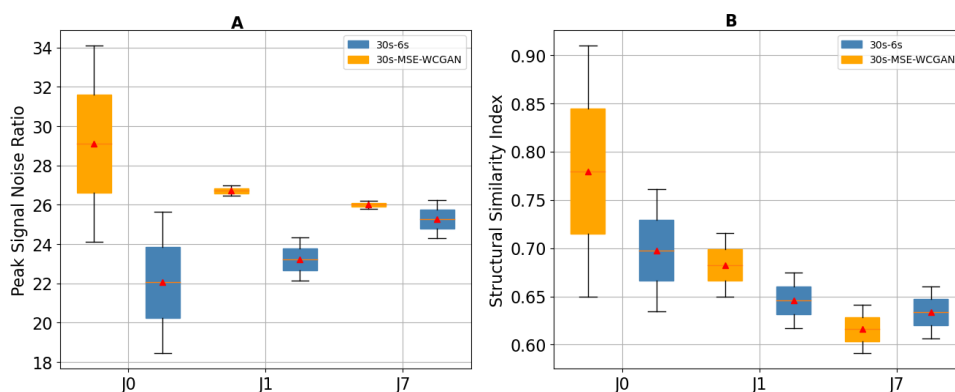 A
Peak Signal Noise Ratio
34
32
30
28
26
24
22
20
18
J0
J1
J7
30s-6s
30s-MSE-WCGAN
B
Structural Similarity Index
0.90
0.85
0.80
0.75
0.70
0.65
0.60
J0
J1
J7
30s-6s
30s-MSE-WCGAN